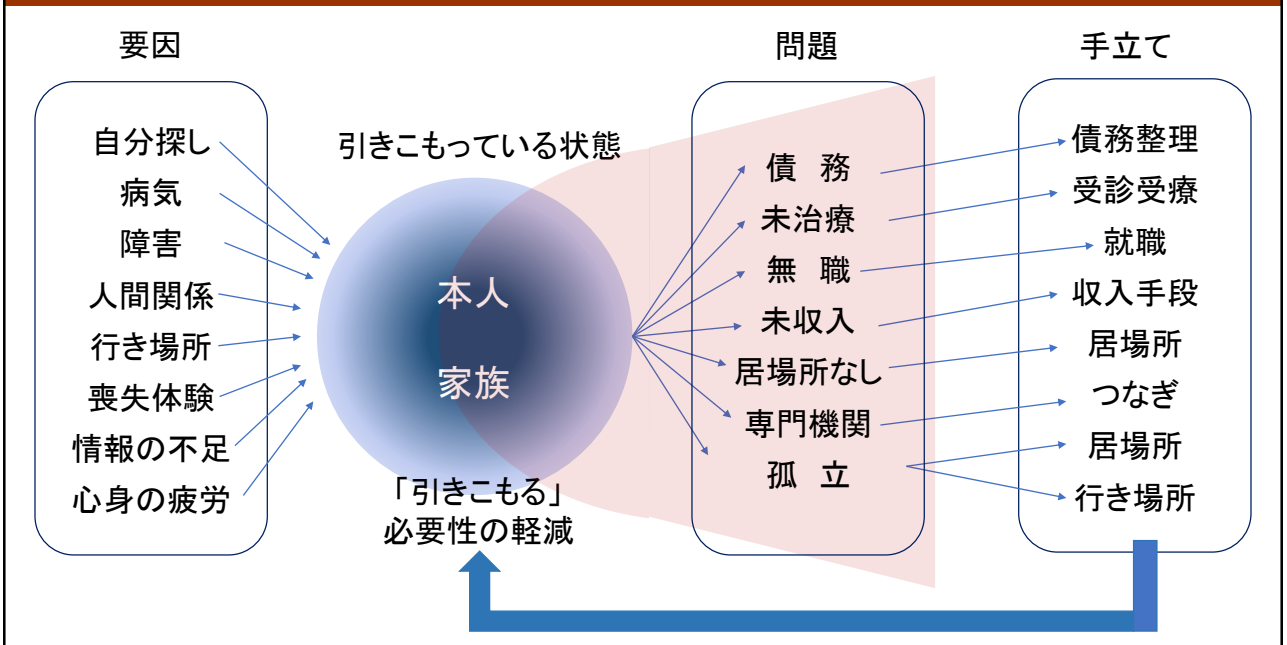 要因
自分探し
病気
障害
人間関係
行き場所
喪失体験
情報の不足
心身の疲労
引きこもっている状態
本人
家族
「引きこもる」
必要性の軽減
問題
債　務
未治療
無　職
未収入
居場所なし
専門機関
孤　立
手立て
債務整理
受診受療
就職
収入手段
居場所
つなぎ
居場所
行き場所